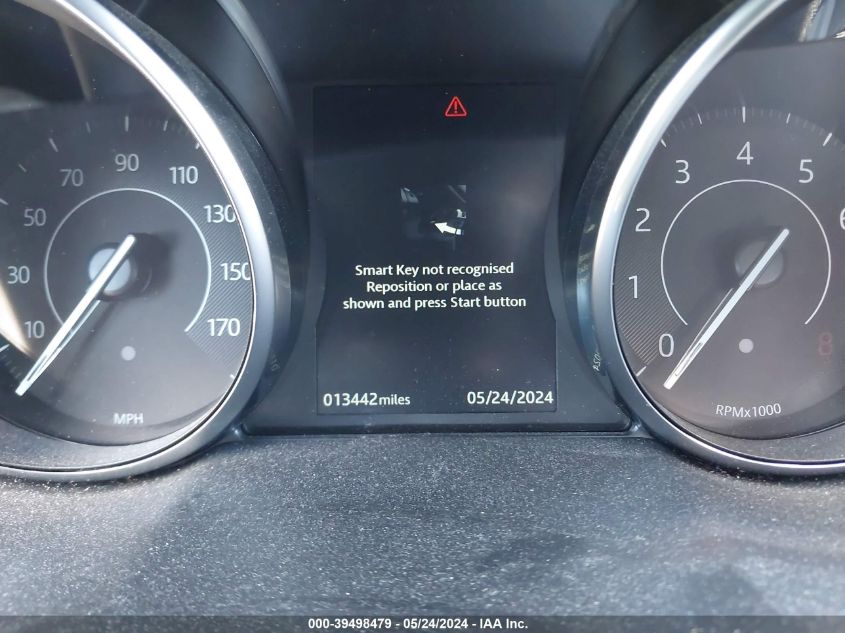 10
30
50
70
90
110
130
150
170
MPH
Smart Key not recognised
Reposition or place as
shown and press Start button
013442miles 05/24/2024
0
1
2
3
4
5
6
8
RPMx1000
000-39498479 - 05/24/2024 - IAA Inc.